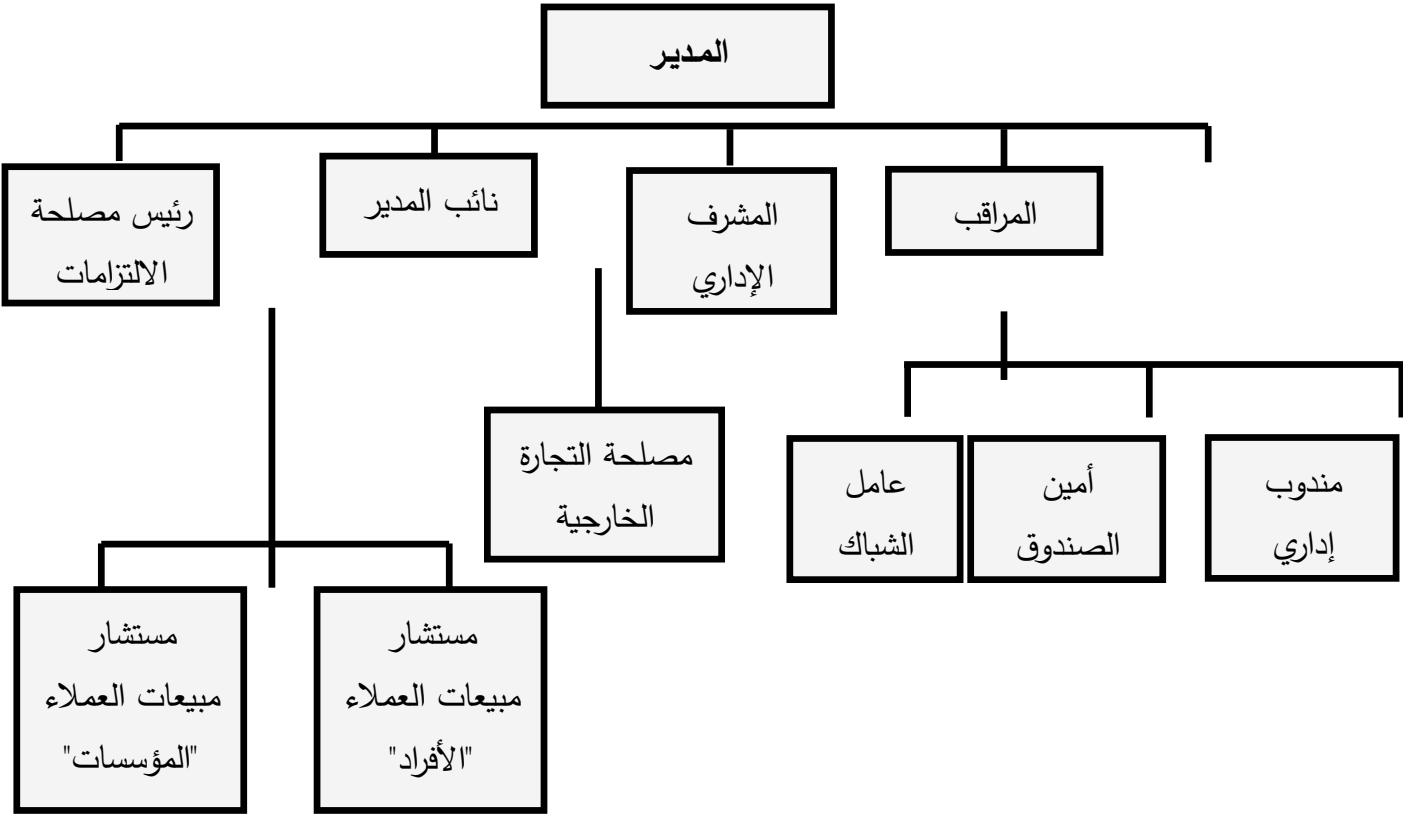 المدير
المراقب
المشرف
الإداري
نائب المدير
رئيس مصلحة
الالتزامات
مندوب
إداري
أمين
الصندوق
عامل
الشباك
مصلحة التجارة
الخارجية
مستشار
مبيعات العملاء
"الأفراد"
مستشار
مبيعات العملاء
"المؤسسات"